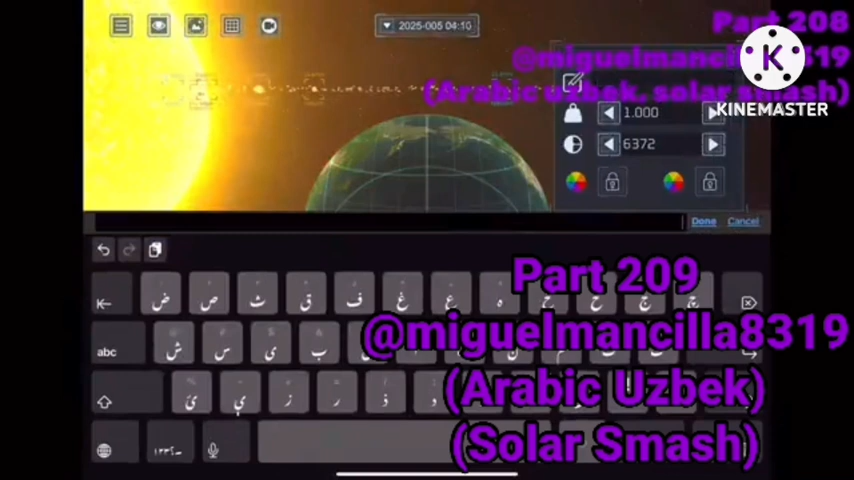 2025-005 04:10
Part 208
@miguelmancilla8319
(Arabic uzbek. solar smash)
KINEMASTER
1.000
6372
Done Cancel
ض ص ث ق ف غ ع ه خ ح ج چ
abc ش س ی ب
ئ ې ز ر ذ د
Part 209
@miguelmancilla8319
(Arabic Uzbek)
(Solar Smash)